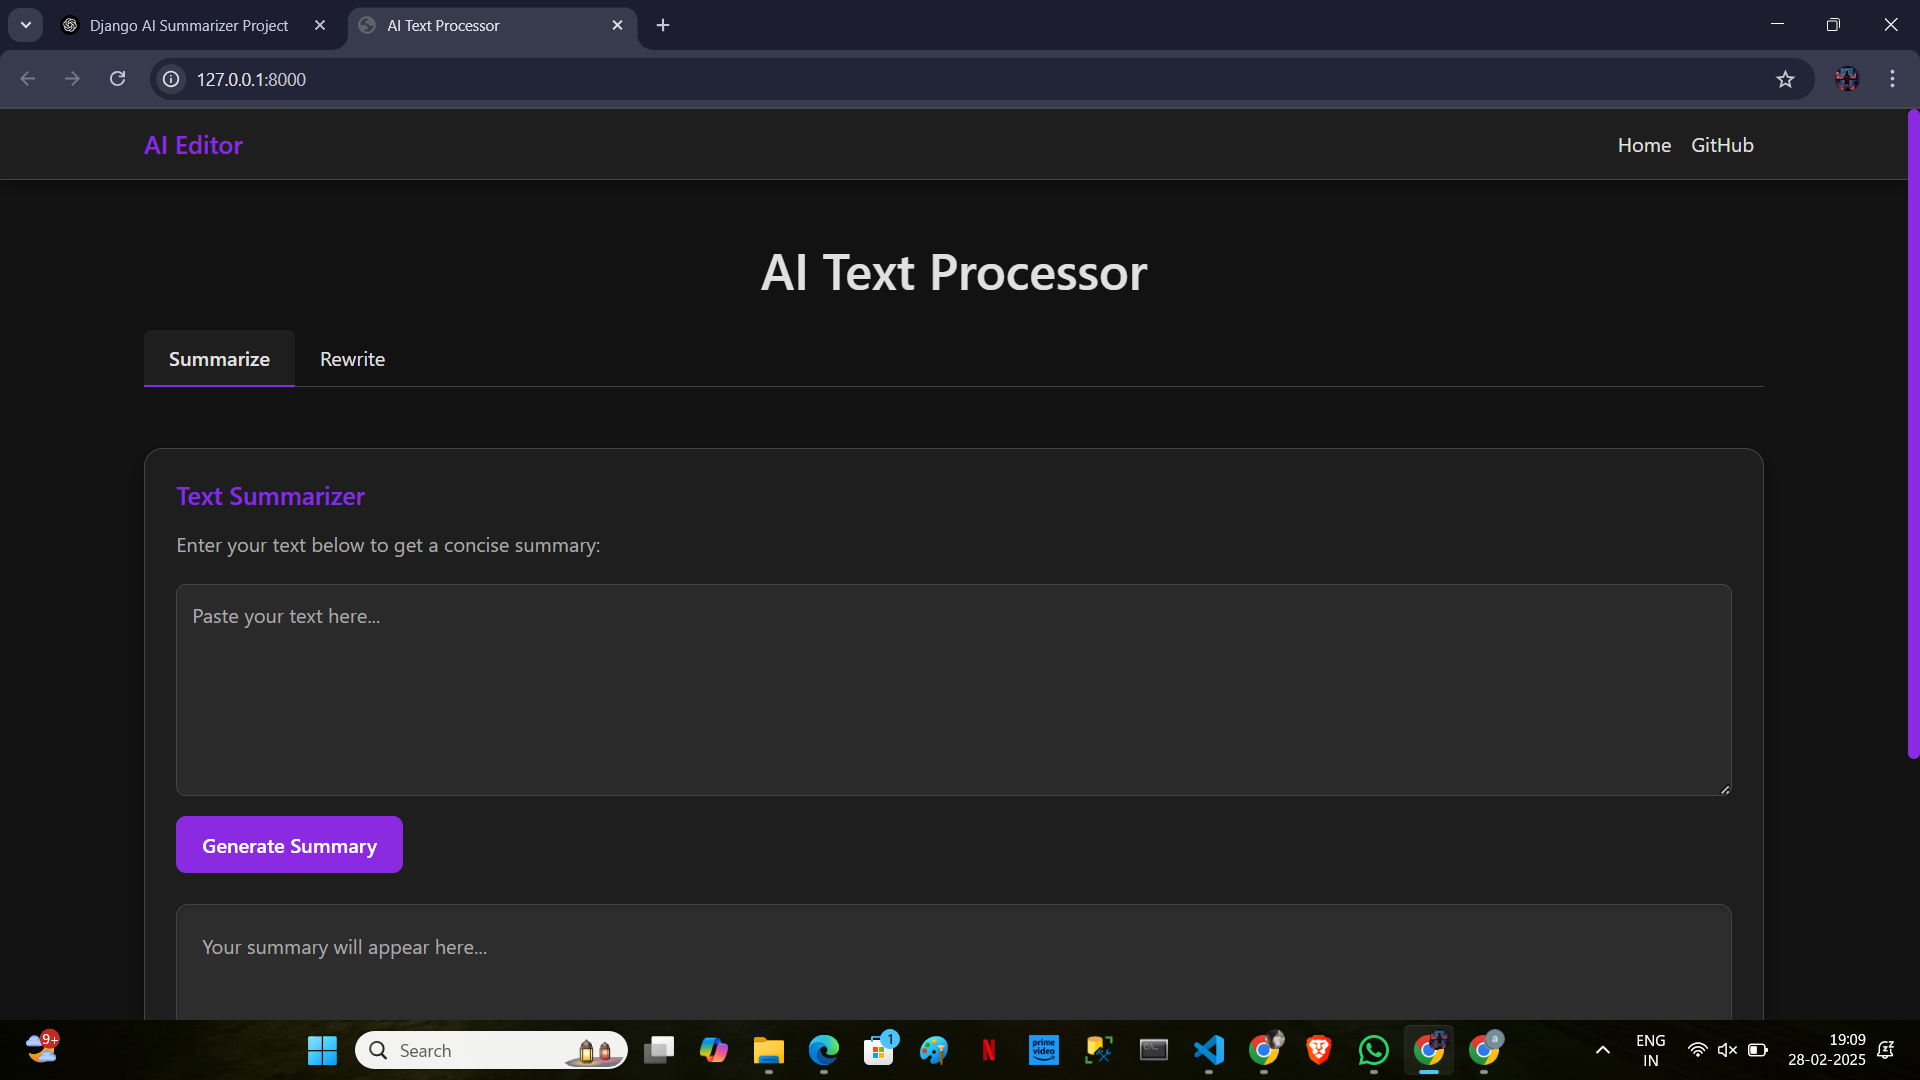 Django AI Summarizer Project
AI Text Processor
127.0.0.1:8000
AI Editor
Home GitHub
AI Text Processor
Summarize Rewrite
Text Summarizer
Enter your text below to get a concise summary:
Paste your text here...
Generate Summary
Your summary will appear here...
9+
Search
1
N
prime video
a
ENG
IN
19:09
28-02-2025